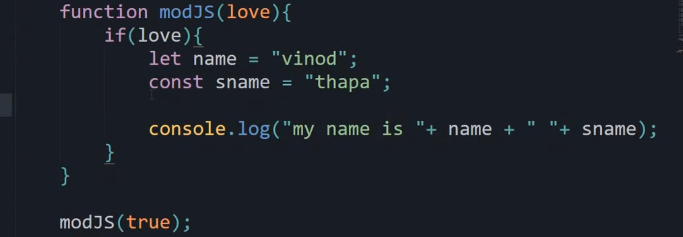 function modJS(love){
if(love){
let name = "vinod";
const sname = "thapa";
console.log("my name is "+ name + " "+ sname);
}
}
modJS(true);